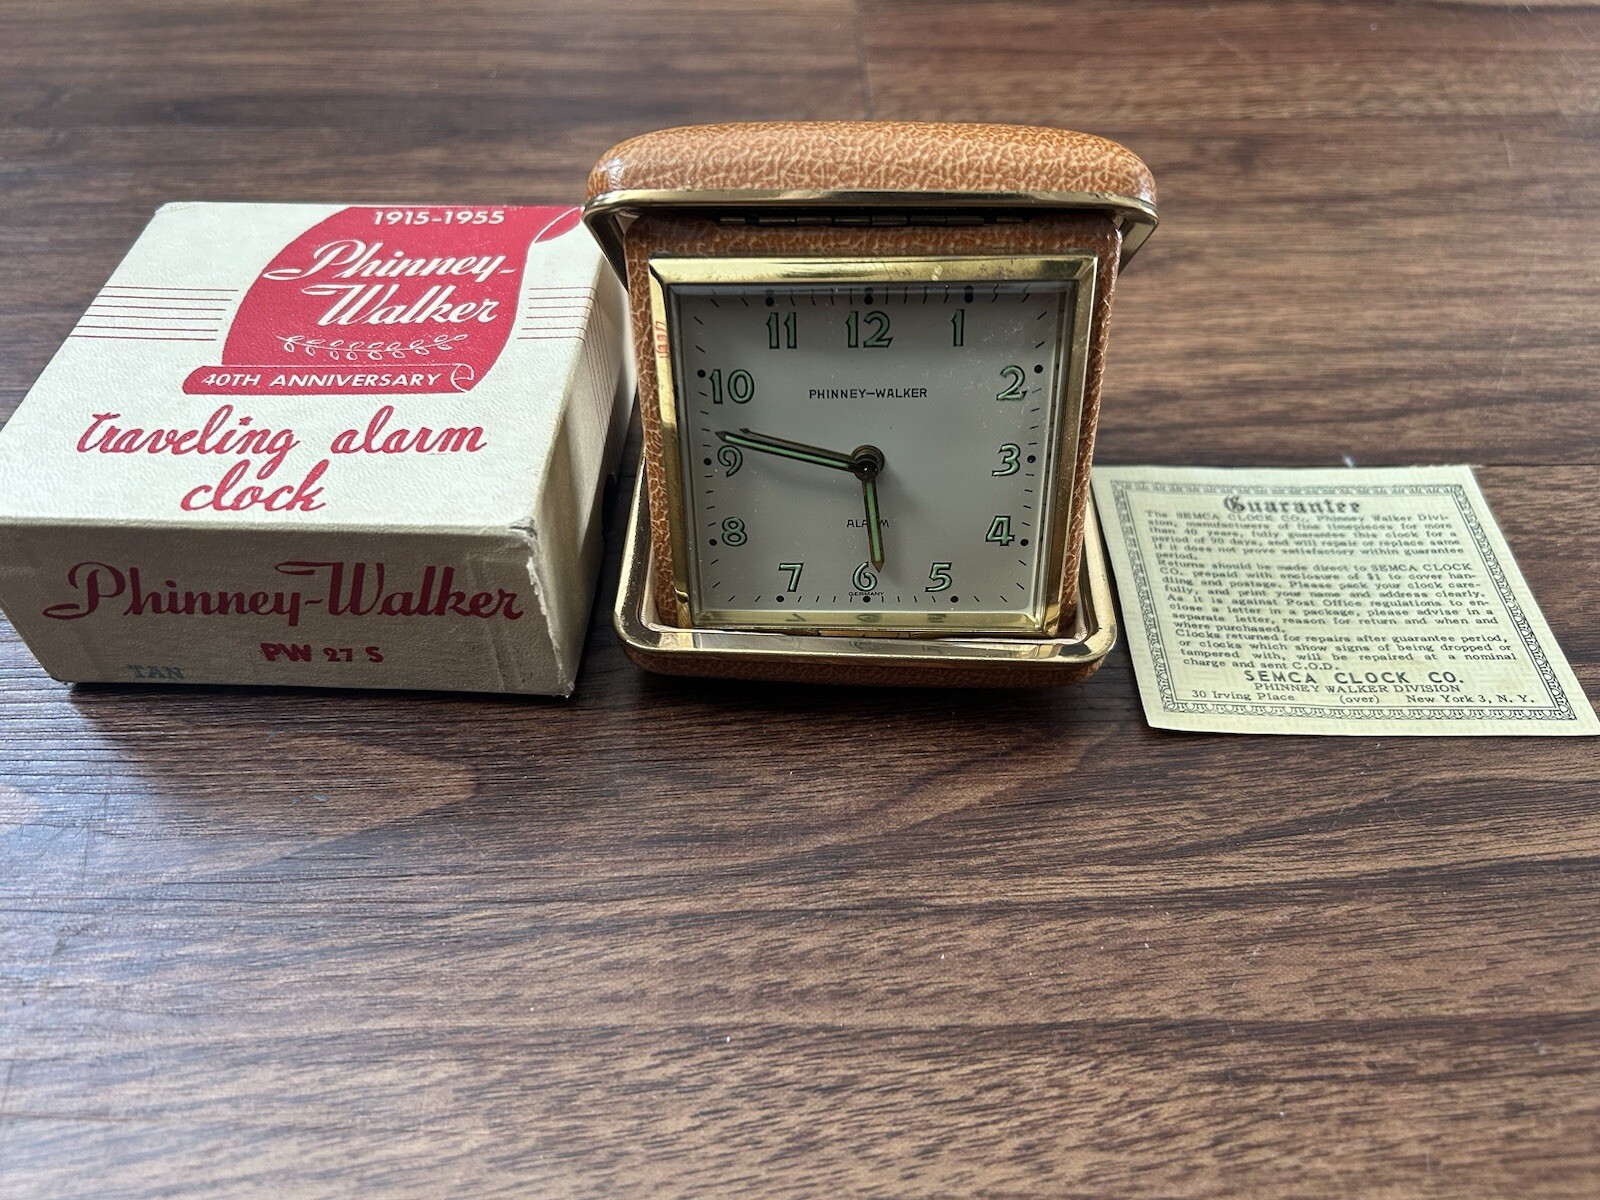 1915-1955
Phinney-
Walker
40TH ANNIVERSARY
traveling alarm
clock
Phinney-Walker
PW 27 S
TAN
11 12 1
10 2
PHINNEY-WALKER
9 3
ALARM
8 4
7 6 5
GERMANY
Guarantee
The SEMCA CLOCK CO., Phinney Walker Divi-
sion, manufacturers of fine timepieces for more
than 40 years, fully guarantee this clock for a
period of 90 days, and will repair or replace same
if it does not prove satisfactory within guarantee
period.
Returns should be made direct to SEMCA CLOCK
CO. prepaid with enclosure of $1 to cover han-
dling and postage. Please pack your clock care-
fully, and print your name and address clearly.
As it is against Post Office regulations to en-
close a letter in a package, please advise in a
separate letter, reason for return and when and
where purchased.
Clocks returned for repairs after guarantee period,
or clocks which show signs of being dropped or
tampered with, will be repaired at a nominal
charge and sent C.O.D.
SEMCA CLOCK CO.
PHINNEY WALKER DIVISION
30 Irving Place (over) New York 3, N. Y.